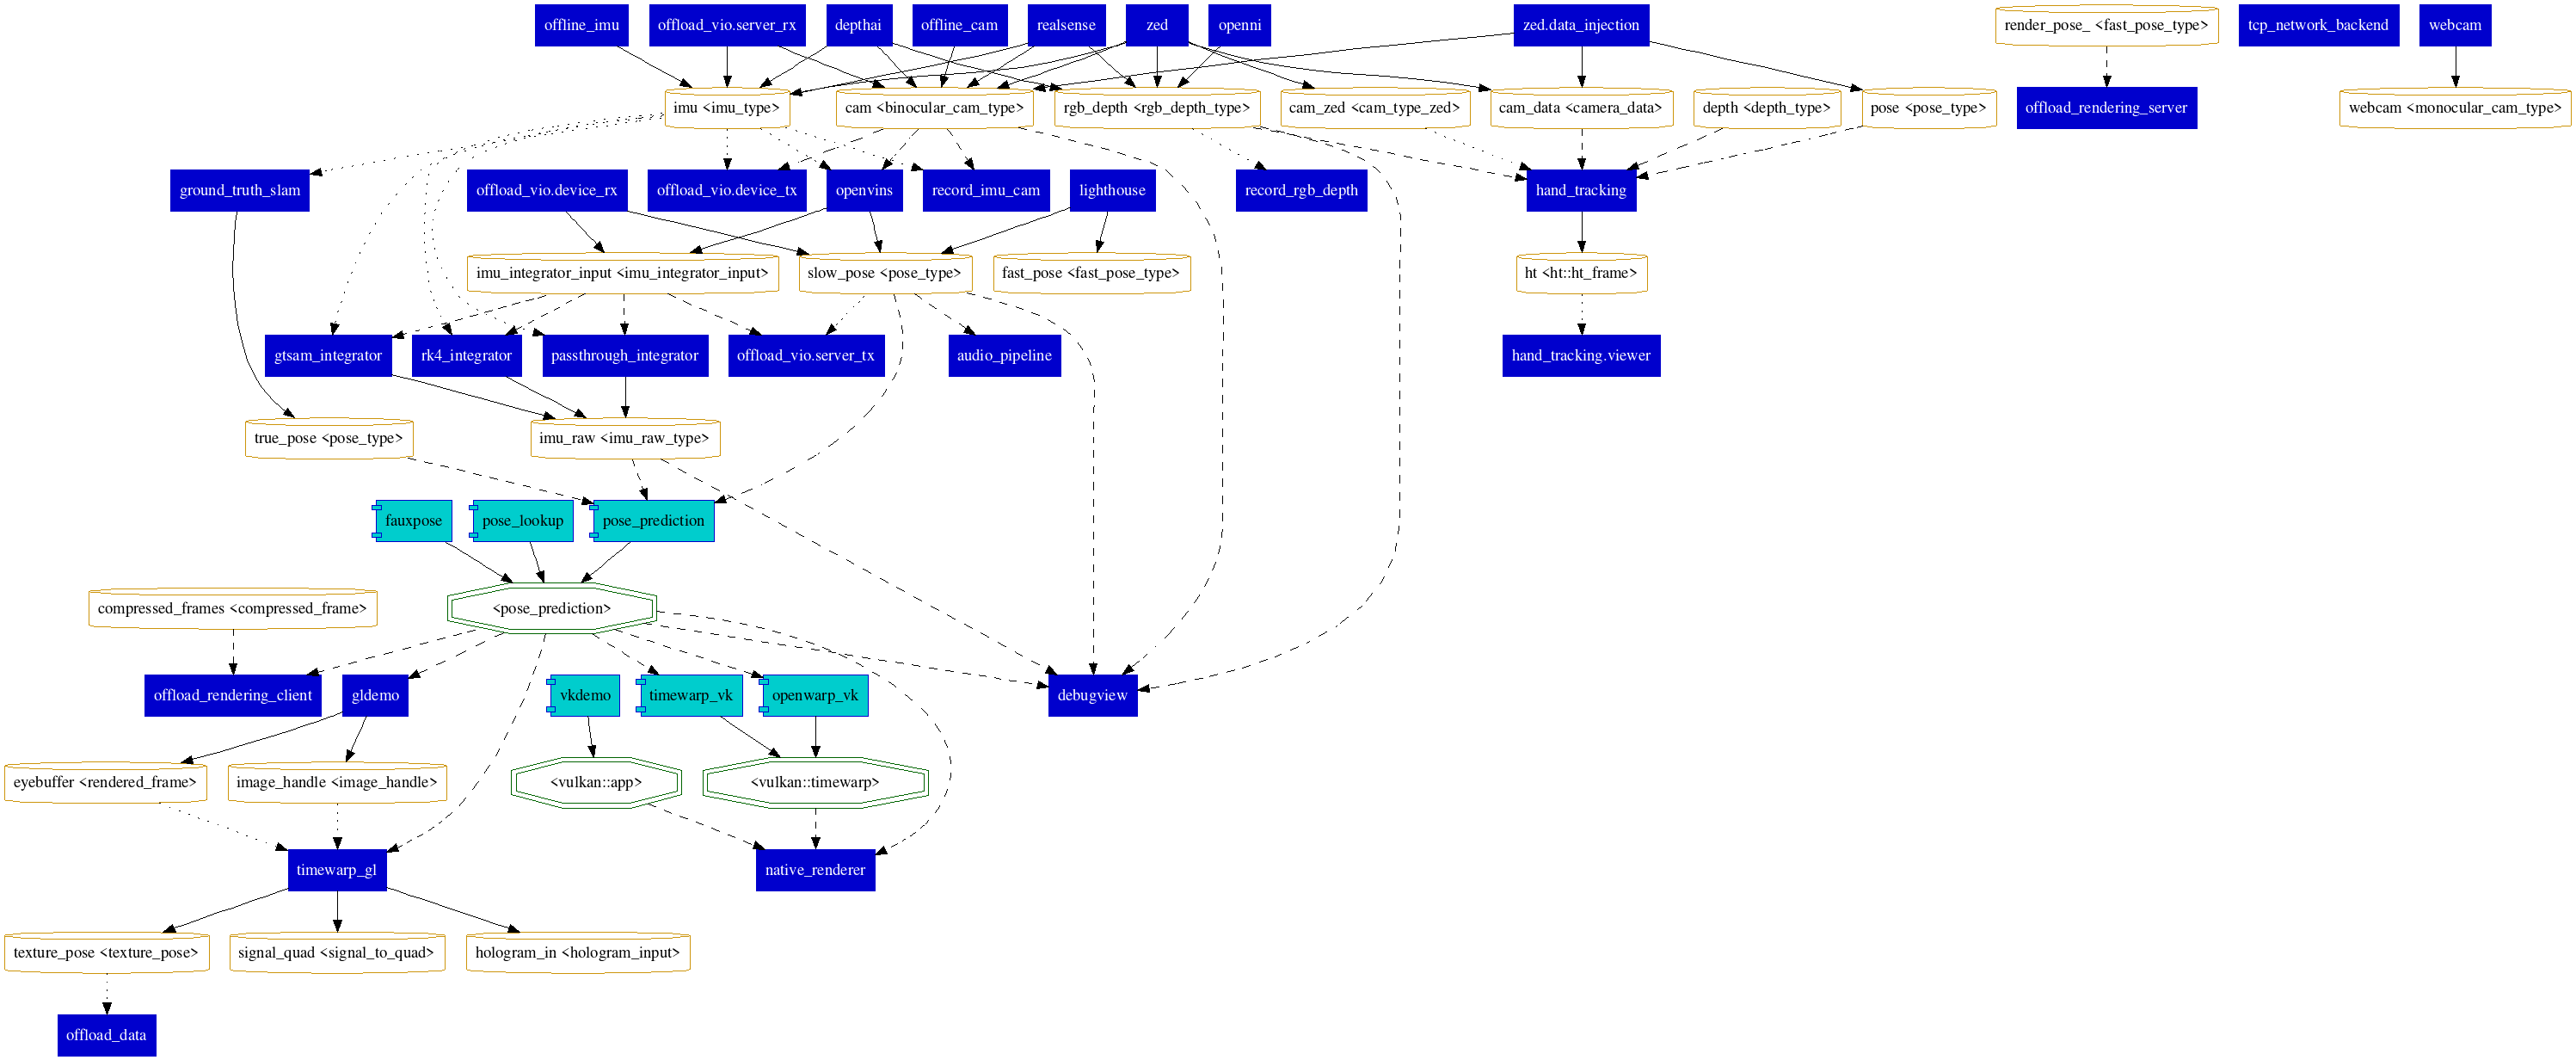 offline_imu
offload_vio.server_rx
depthai
offline_cam
realsense
zed
openni
zed.data_injection
render_pose_ <fast_pose_type>
tcp_network_backend
webcam
imu <imu_type>
cam <binocular_cam_type>
rgb_depth <rgb_depth_type>
cam_zed <cam_type_zed>
cam_data <camera_data>
depth <depth_type>
pose <pose_type>
offload_rendering_server
webcam <monocular_cam_type>
ground_truth_slam
offload_vio.device_rx
offload_vio.device_tx
openvins
record_imu_cam
lighthouse
record_rgb_depth
hand_tracking
imu_integrator_input <imu_integrator_input>
slow_pose <pose_type>
fast_pose <fast_pose_type>
ht <ht::ht_frame>
gtsam_integrator
rk4_integrator
passthrough_integrator
offload_vio.server_tx
audio_pipeline
hand_tracking.viewer
true_pose <pose_type>
imu_raw <imu_raw_type>
fauxpose
pose_lookup
pose_prediction
compressed_frames <compressed_frame>
<pose_prediction>
offload_rendering_client
gldemo
vkdemo
timewarp_vk
openwarp_vk
debugview
eyebuffer <rendered_frame>
image_handle <image_handle>
<vulkan::app>
<vulkan::timewarp>
timewarp_gl
native_renderer
texture_pose <texture_pose>
signal_quad <signal_to_quad>
hologram_in <hologram_input>
offload_data